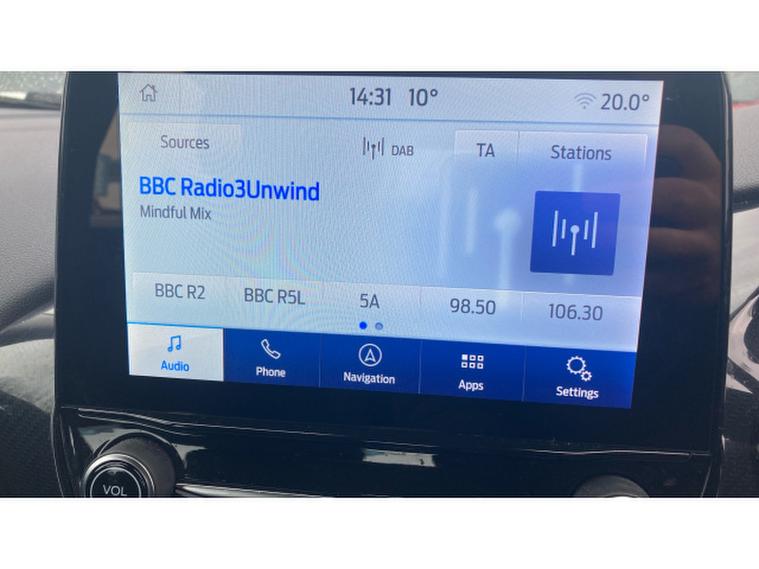 14:31 10° 20.0°
Sources DAB TA Stations
BBC Radio3Unwind
Mindful Mix
BBC R2 BBC R5L 5A 98.50 106.30
Audio Phone Navigation Apps Settings
VOL